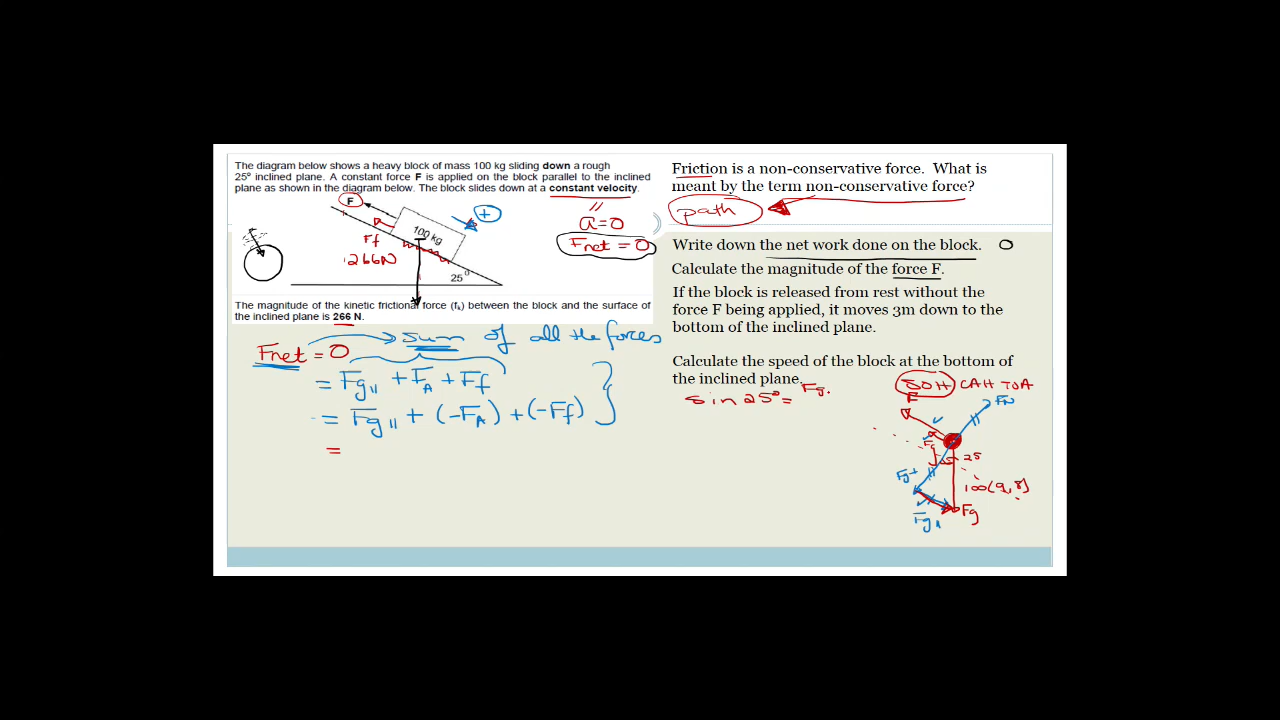 The diagram below shows a heavy block of mass 100 kg sliding down a rough
25° inclined plane. A constant force F is applied on the block parallel to the inclined
plane as shown in the diagram below. The block slides down at a constant velocity.
F
+
100 kg
Ff
266N
25°
a=0
Fnet = 0
The magnitude of the kinetic frictional force (fk) between the block and the surface of
the inclined plane is 266 N.
Fnet = 0 sum of all the forces
= Fg|| + FA + Ff
= Fg|| + (-FA) + (-Ff)
=
Friction is a non-conservative force. What is
meant by the term non-conservative force?
path
Write down the net work done on the block. 0
Calculate the magnitude of the force F.
If the block is released from rest without the
force F being applied, it moves 3m down to the
bottom of the inclined plane.
Calculate the speed of the block at the bottom of
the inclined plane.
SOH CAH TOA
sin 25° = Fg
F
FN
25
100(9,8)
Fg